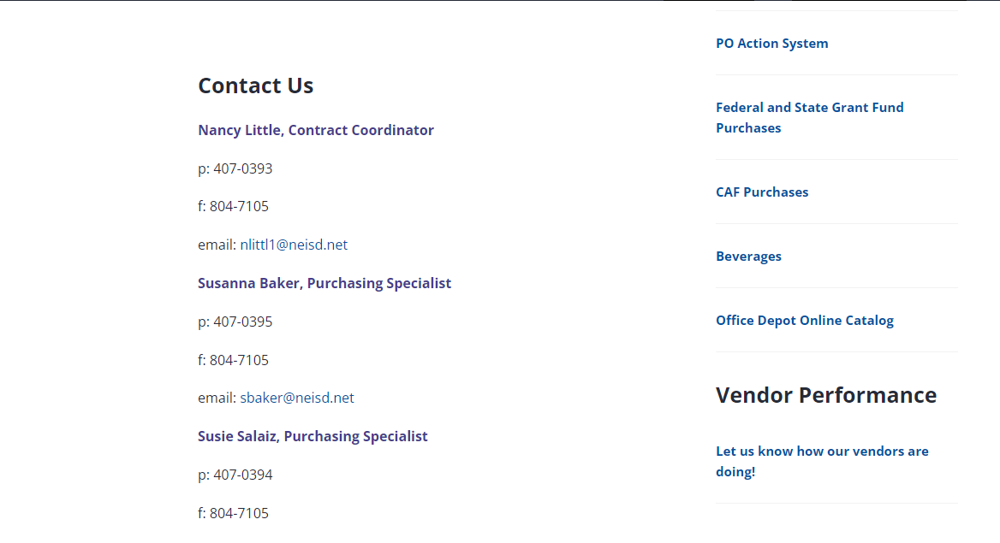 Contact Us
Nancy Little, Contract Coordinator
p: 407-0393
f: 804-7105
email: nlittl1@neisd.net
Susanna Baker, Purchasing Specialist
p: 407-0395
f: 804-7105
email: sbaker@neisd.net
Susie Salaiz, Purchasing Specialist
p: 407-0394
f: 804-7105
PO Action System
Federal and State Grant Fund
Purchases
CAF Purchases
Beverages
Office Depot Online Catalog
Vendor Performance
Let us know how our vendors are
doing!